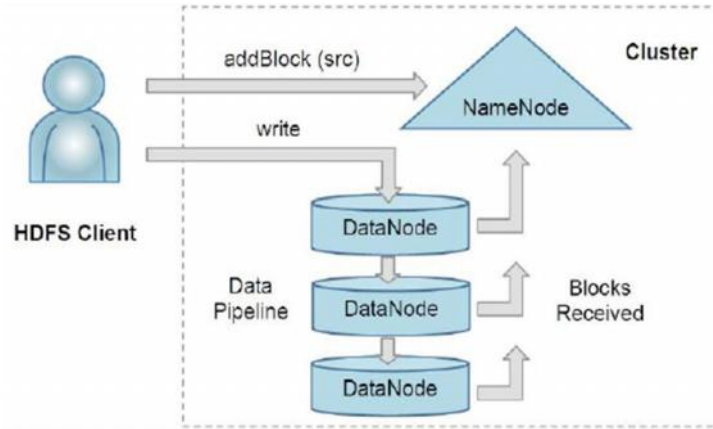 addBlock (src)
Cluster
NameNode
write
HDFS Client
DataNode
Data
Pipeline
DataNode
Blocks
Received
DataNode